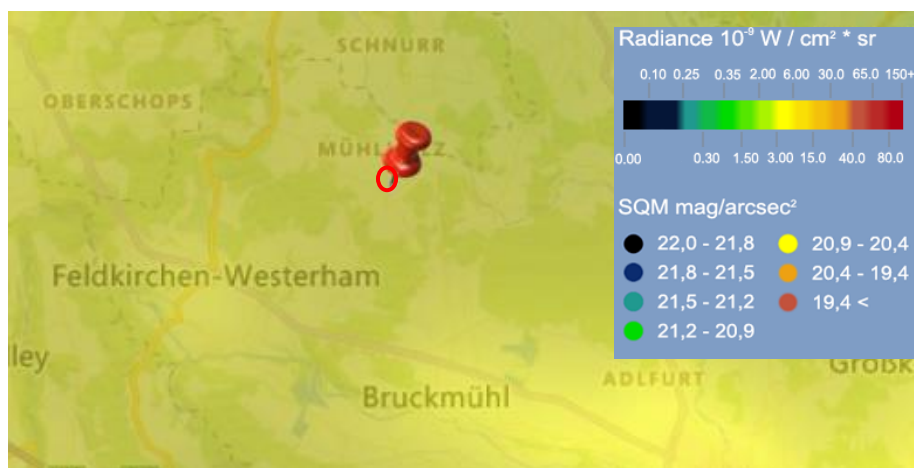 SCHNURR
OBERSCHOPS
Feldkirchen-Westerham
lley
Bruckmühl
ADLFURT
Großk
Radiance 10⁻⁹ W / cm² * sr
0.10 0.25 0.35 2.00 6.00 30.0 65.0 150+
0.00 0.30 1.50 3.00 15.0 40.0 80.0
SQM mag/arcsec²
22,0 - 21,8
21,8 - 21,5
21,5 - 21,2
21,2 - 20,9
20,9 - 20,4
20,4 - 19,4
19,4 <